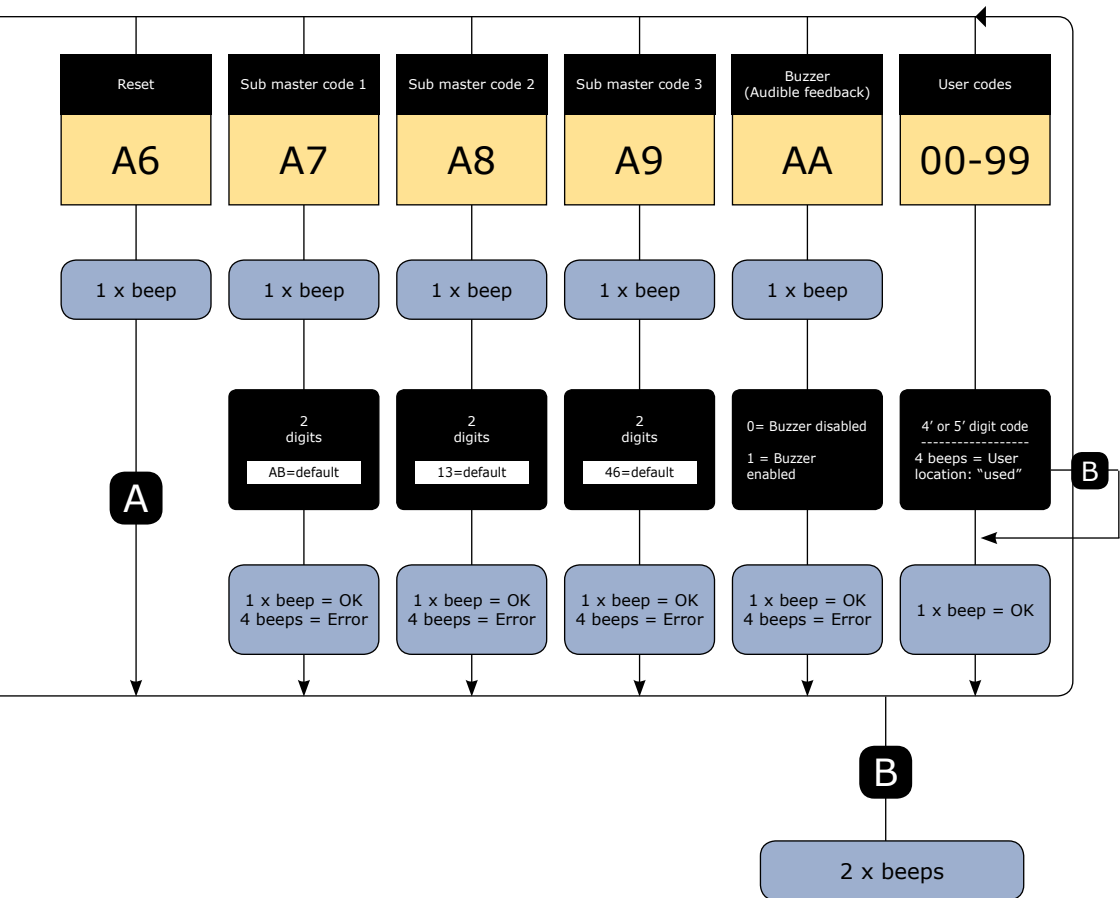 Reset
A6
1 x beep
A
Sub master code 1
A7
1 x beep
2
digits
AB=default
1 x beep = OK
4 beeps = Error
Sub master code 2
A8
1 x beep
2
digits
13=default
1 x beep = OK
4 beeps = Error
Sub master code 3
A9
1 x beep
2
digits
46=default
1 x beep = OK
4 beeps = Error
Buzzer
(Audible feedback)
AA
1 x beep
0= Buzzer disabled
1 = Buzzer
enabled
1 x beep = OK
4 beeps = Error
User codes
00-99
4’ or 5’ digit code
------------------
4 beeps = User
location: “used”
B
1 x beep = OK
B
2 x beeps